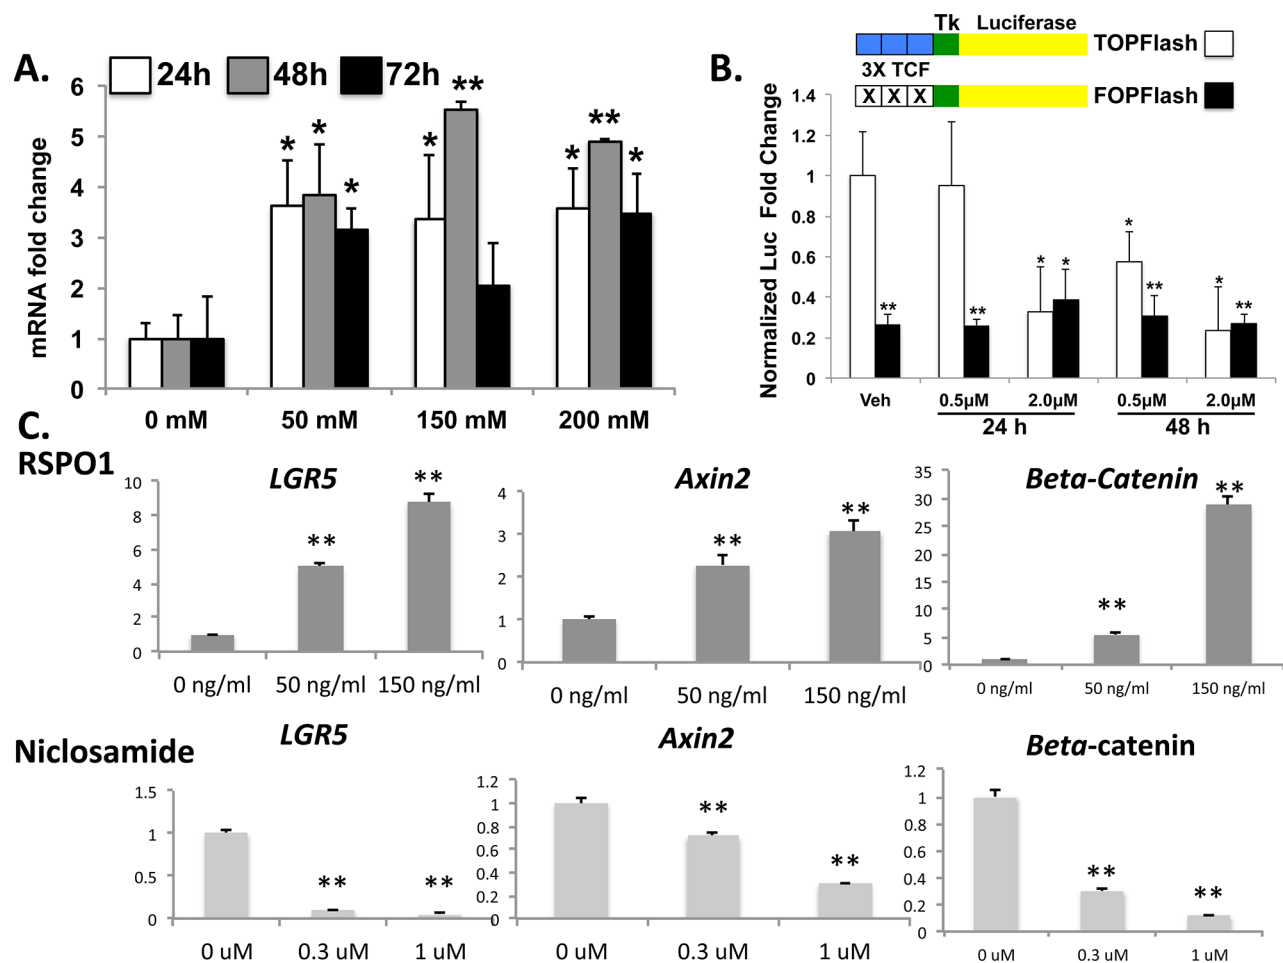 A.
24h 48h 72h
mRNA fold change
6
5
4
3
2
1
0
* * *
* **
* ** *
0 mM 50 mM 150 mM 200 mM
B.
Tk Luciferase
TOPFlash
3X TCF
X X X
FOPFlash
Normalized Luc Fold Change
1.4
1.2
1
0.8
0.6
0.4
0.2
0
** ** * * * ** * **
Veh 0.5µM 2.0µM 0.5µM 2.0µM
24 h 48 h
C.
RSPO1
LGR5
10
8
6
4
2
0
** **
0 ng/ml 50 ng/ml 150 ng/ml
Axin2
4
3
2
1
0
** **
0 ng/ml 50 ng/ml 150 ng/ml
Beta-Catenin
35
30
25
20
15
10
5
0
** **
0 ng/ml 50 ng/ml 150 ng/ml
Niclosamide
LGR5
1.5
1
0.5
0
** **
0 uM 0.3 uM 1 uM
Axin2
1.2
1
0.8
0.6
0.4
0.2
0
** **
0 uM 0.3 uM 1 uM
Beta-catenin
1.2
1
0.8
0.6
0.4
0.2
0
** **
0 uM 0.3 uM 1 uM